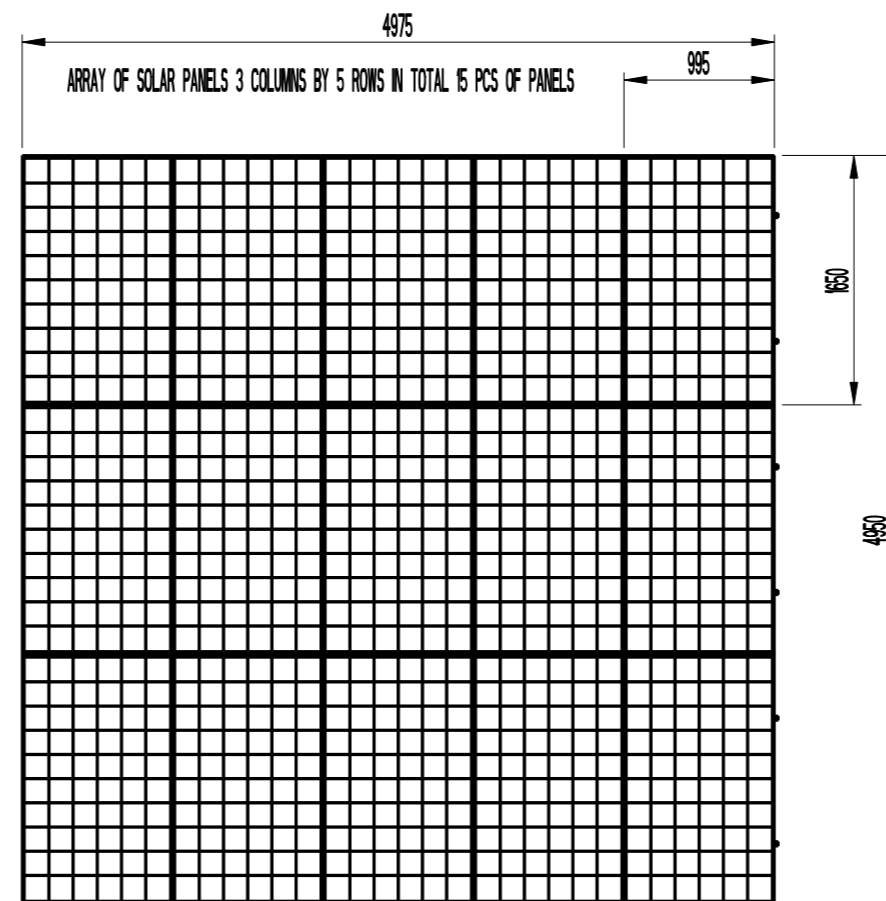 4975
ARRAY OF SOLAR PANELS 3 COLUMNS BY 5 ROWS IN TOTAL 15 PCS OF PANELS
995
1650
4950